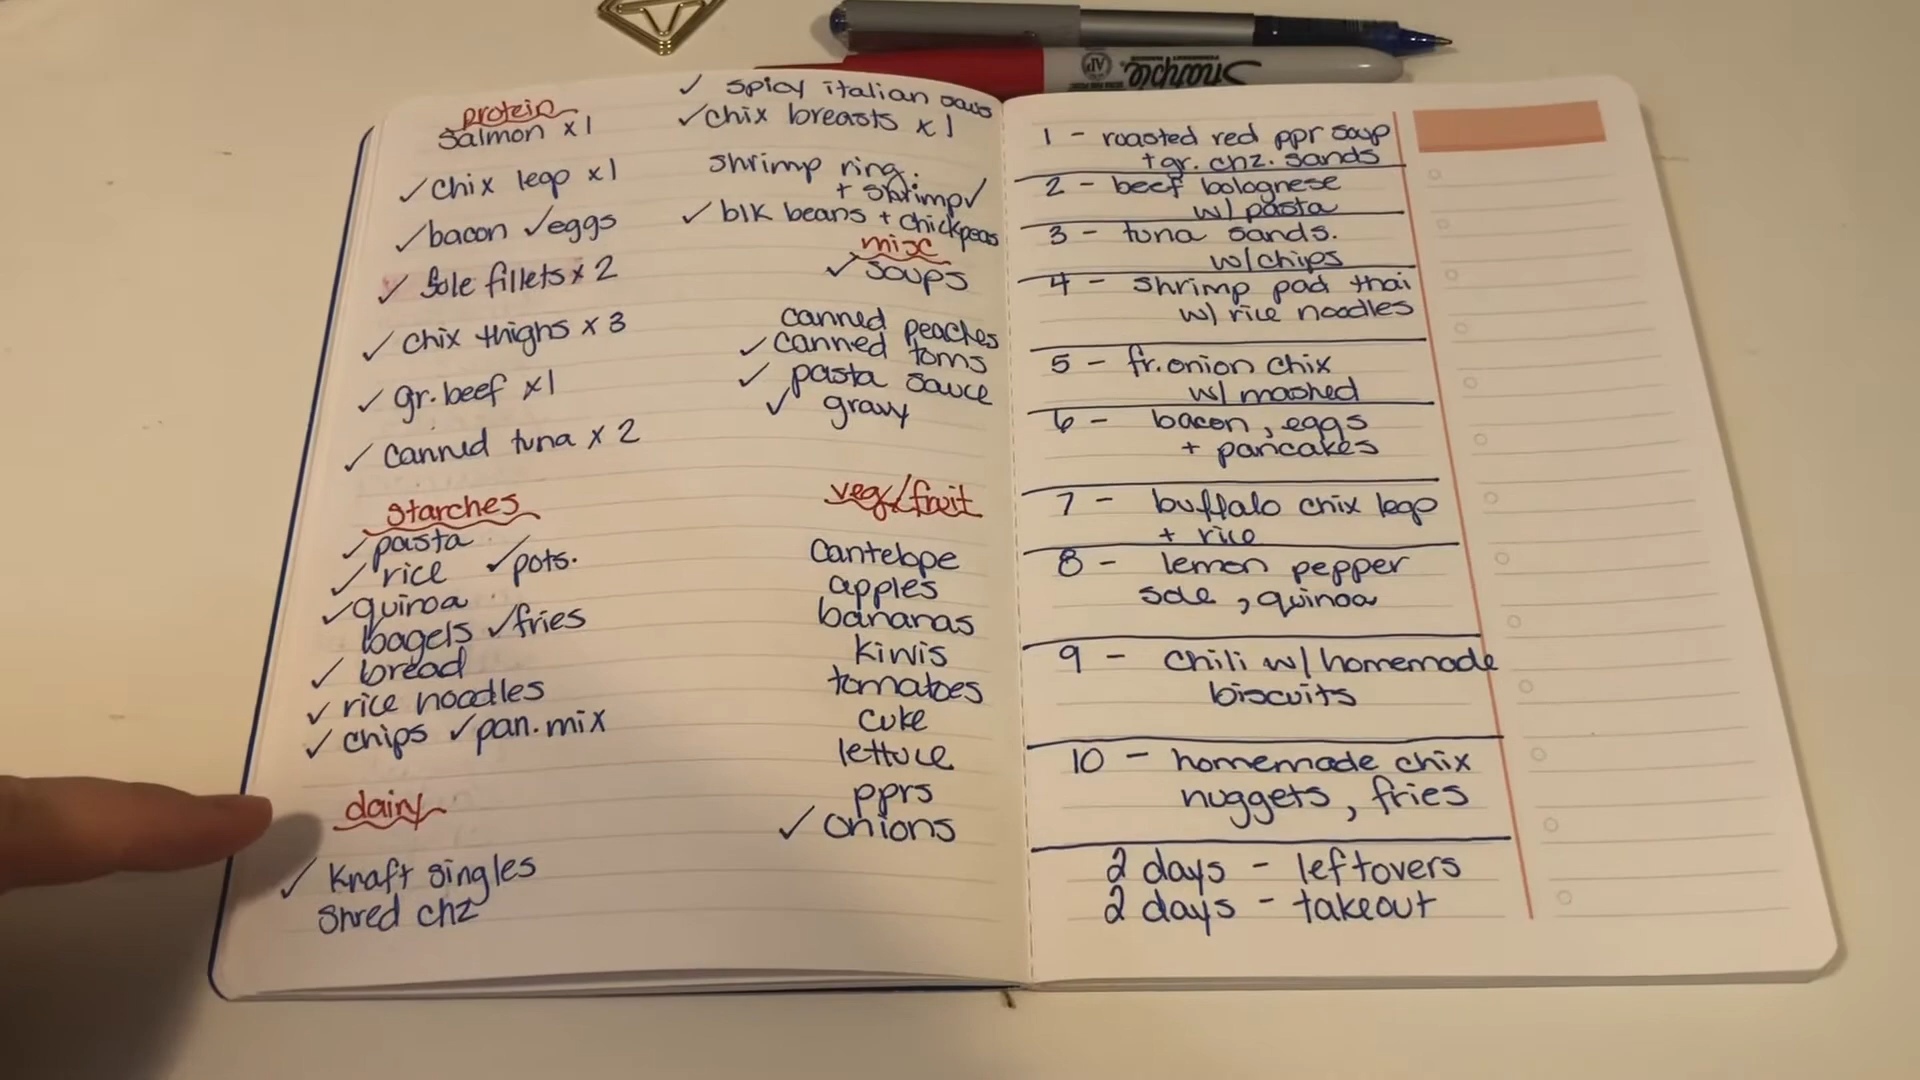 Sharpie
protein
Salmon x1
✓ chix legs x1
✓ bacon ✓ eggs
✓ Sole fillets x 2
✓ chix thighs x 3
✓ gr. beef x1
✓ canned tuna x 2
starches
✓ pasta
✓ rice ✓ pots.
✓ quinoa
bagels ✓ fries
✓ bread
✓ rice noodles
✓ chips ✓ pan. mix
dairy
✓ Kraft singles
Shred chz
✓ spicy italian
✓ chix breasts x 1
shrimp ring.
+ shrimp ✓
✓ blk beans + chickpeas
misc
✓ soups
canned peaches
✓ canned toms
✓ pasta sauce
✓ gravy
veg/fruit
cantelope
apples
bananas
kiwis
tomatoes
cuke
lettuce
pprs
✓ onions
1 - roasted red ppr soup
+ gr. chz. sands
2 - beef bolognese
w/ pasta
3 - tuna sands.
w/chips
4 - shrimp pad thai
w/ rice noodles
5 - fr. onion chix
w/ mashed
6 - bacon, eggs
+ pancakes
7 - buffalo chix legs
+ rice
8 - lemon pepper
sole, quinoa
9 - chili w/ homemade
biscuits
10 - homemade chix
nuggets, fries
2 days - leftovers
2 days - takeout